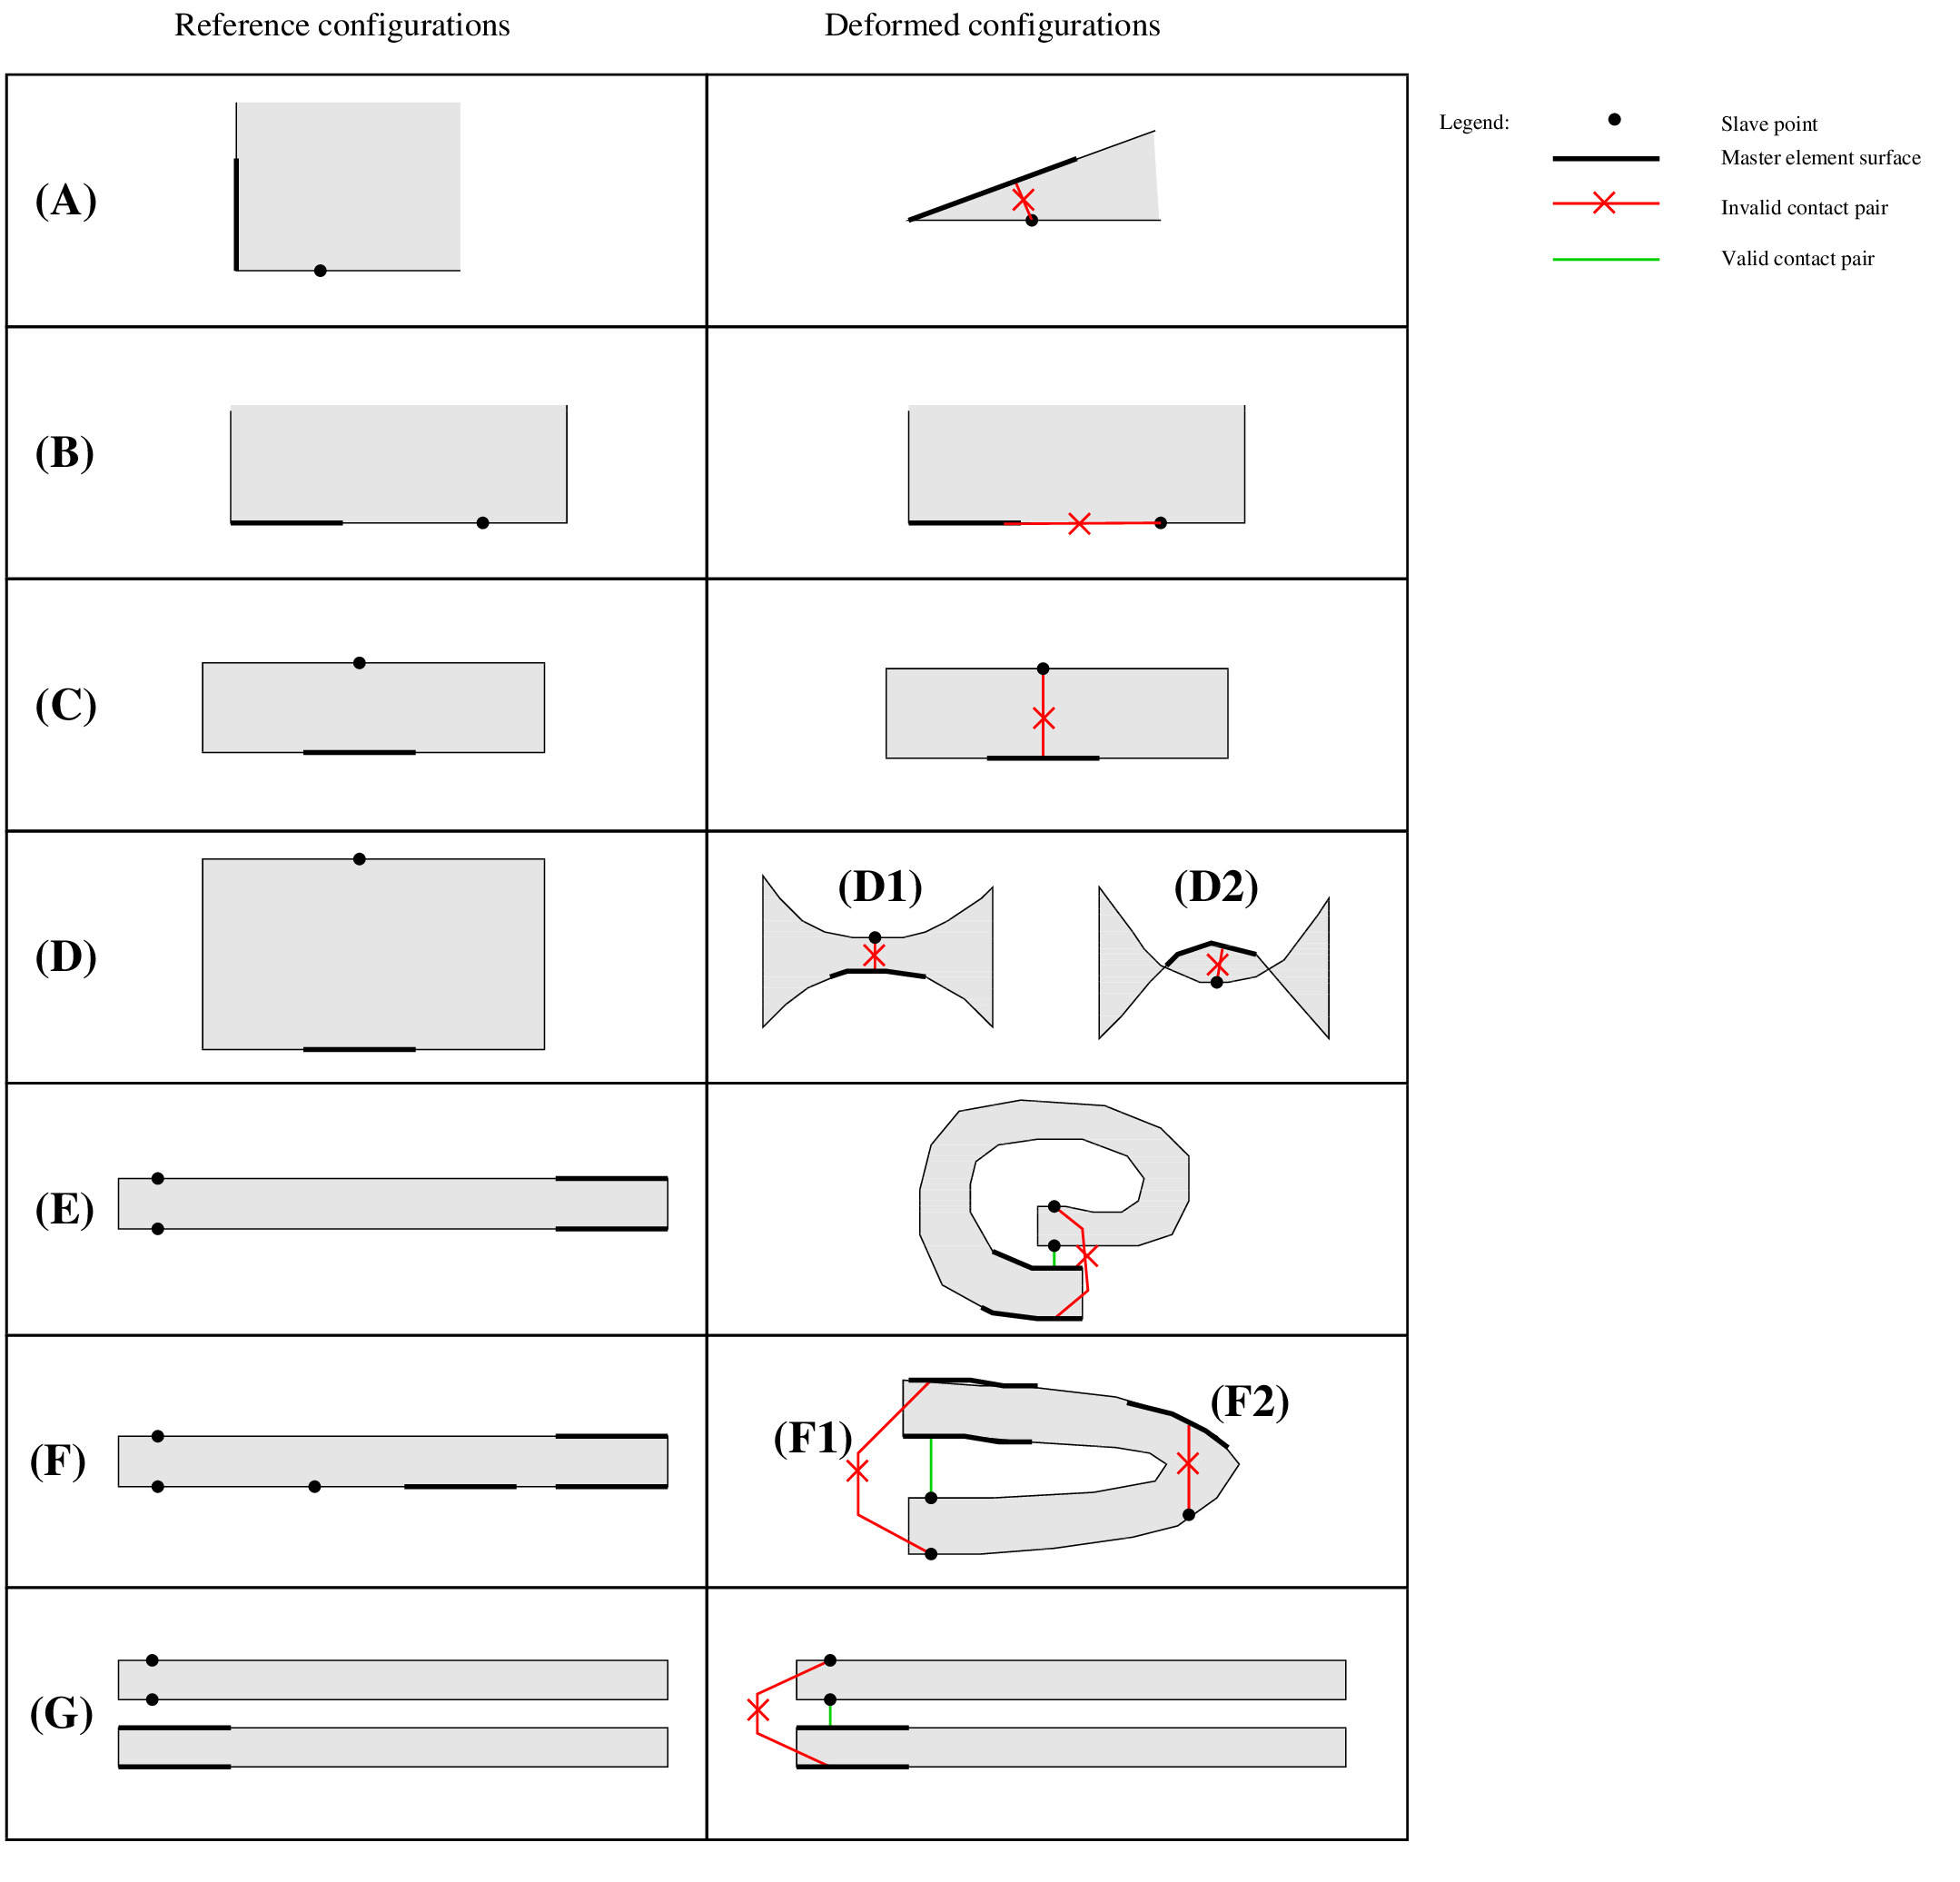 Reference configurations
Deformed configurations
Legend:
Slave point
Master element surface
Invalid contact pair
Valid contact pair
(A)
(B)
(C)
(D)
(D1)
(D2)
(E)
(F)
(F1)
(F2)
(G)